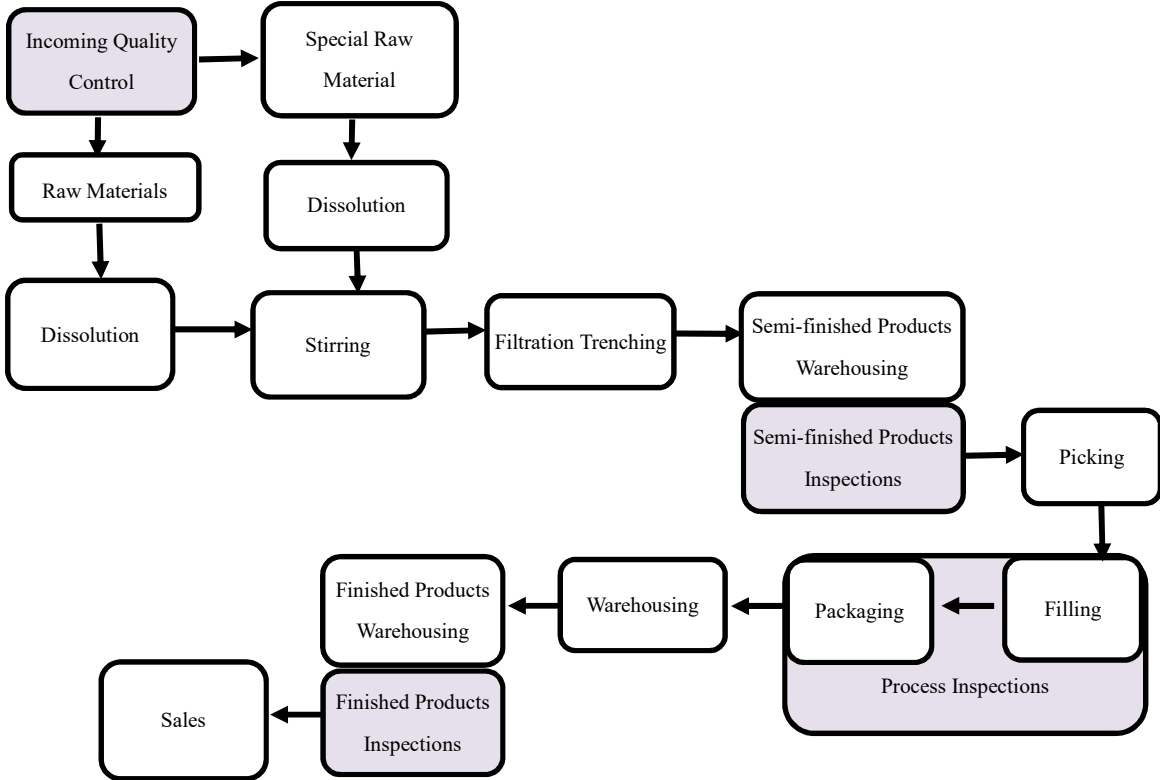 Incoming Quality
Control
Special Raw
Material
Raw Materials
Dissolution
Dissolution
Stirring
Filtration Trenching
Semi-finished Products
Warehousing
Semi-finished Products
Inspections
Picking
Filling
Packaging
Process Inspections
Warehousing
Finished Products
Warehousing
Finished Products
Inspections
Sales